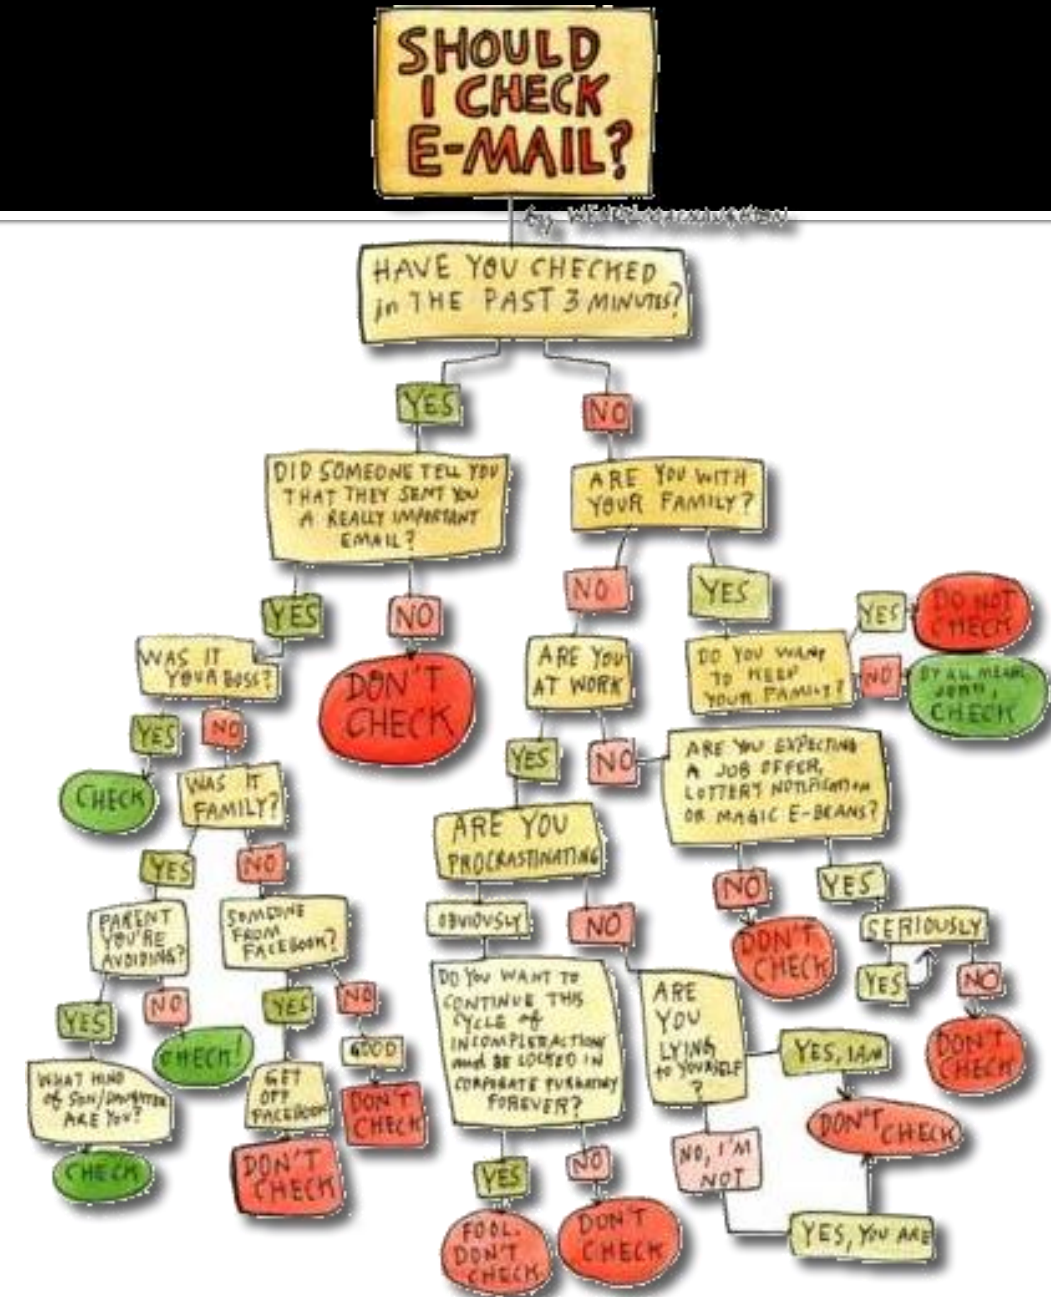 SHOULD
I CHECK
E-MAIL?
by
HAVE YOU CHECKED
in THE PAST 3 MINUTES?
YES
NO
DID SOMEONE TELL YOU
THAT THEY SENT YOU
A REALLY IMPORTANT
EMAIL?
ARE YOU WITH
YOUR FAMILY?
YES
NO
NO
YES
WAS IT
YOUR BOSS?
DON'T
CHECK
ARE YOU
AT WORK
DO YOU WANT
TO KEEP
YOUR FAMILY?
YES
DO NOT
CHECK
NO
BY ALL MEANS
CHECK
YES
NO
YES
NO
CHECK
WAS IT
FAMILY?
ARE YOU
PROCRASTINATING
ARE YOU EXPECTING
A JOB OFFER,
LOTTERY NOTIFICATION
OR MAGIC E-BEANS?
YES
NO
OBVIOUSLY
NO
NO
YES
PARENT
YOU'RE
AVOIDING?
SOMEONE
FROM
FACEBOOK?
DON'T
CHECK
SERIOUSLY
YES
NO
YES
NO
YES
NO
DO YOU WANT TO
CONTINUE THIS
CYCLE of
and BE LOCKED IN
CORPORATE
FOREVER?
ARE
YOU
LYING
to YOURSELF
?
YES, I AM
DON'T
CHECK
WHAT KIND
of SON/DAUGHTER
ARE YOU?
CHECK!
GET
OFF
FACEBOOK
GOOD
DON'T
CHECK
DON'T
CHECK
CHECK
DON'T
CHECK
YES
NO
NO, I'M
NOT
FOOL.
DON'T
CHECK
DON'T
CHECK
YES, YOU ARE